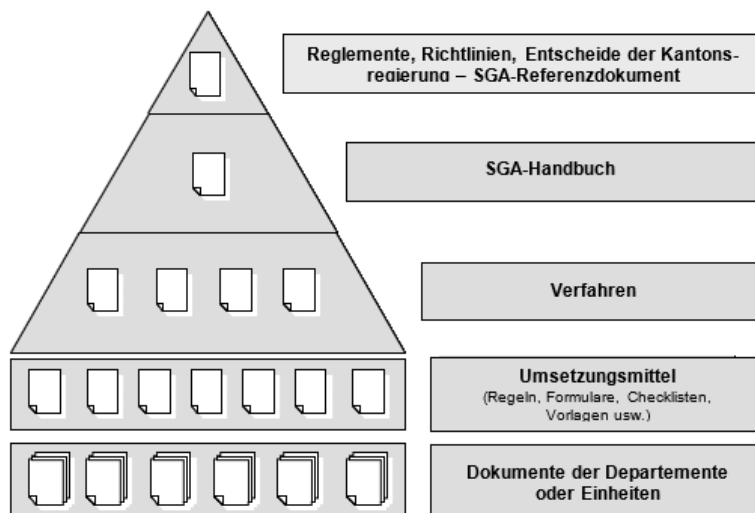 Reglemente, Richtlinien, Entscheide der Kantons-
regierung – SGA-Referenzdokument
SGA-Handbuch
Verfahren
Umsetzungsmittel
(Regeln, Formulare, Checklisten,
Vorlagen usw.)
Dokumente der Departemente
oder Einheiten